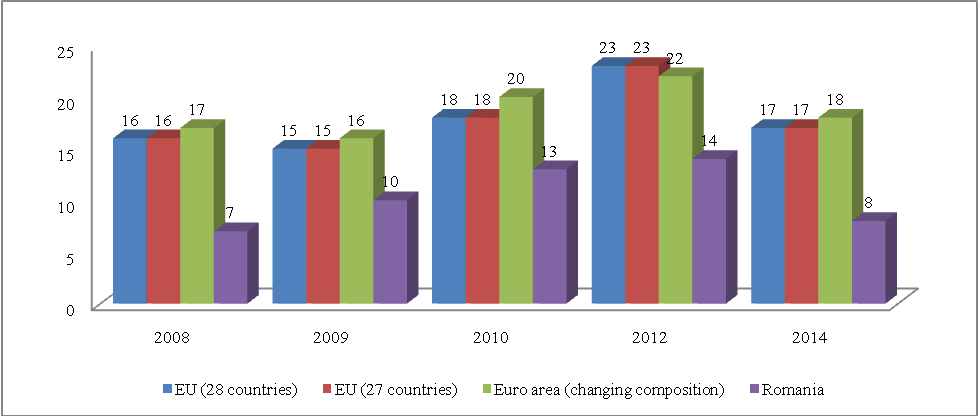 25
20
15
10
5
0
16 16 17 7
15 15 16 10
18 18 20 13
23 23 22 14
17 17 18 8
2008 2009 2010 2012 2014
EU (28 countries) EU (27 countries) Euro area (changing composition) Romania